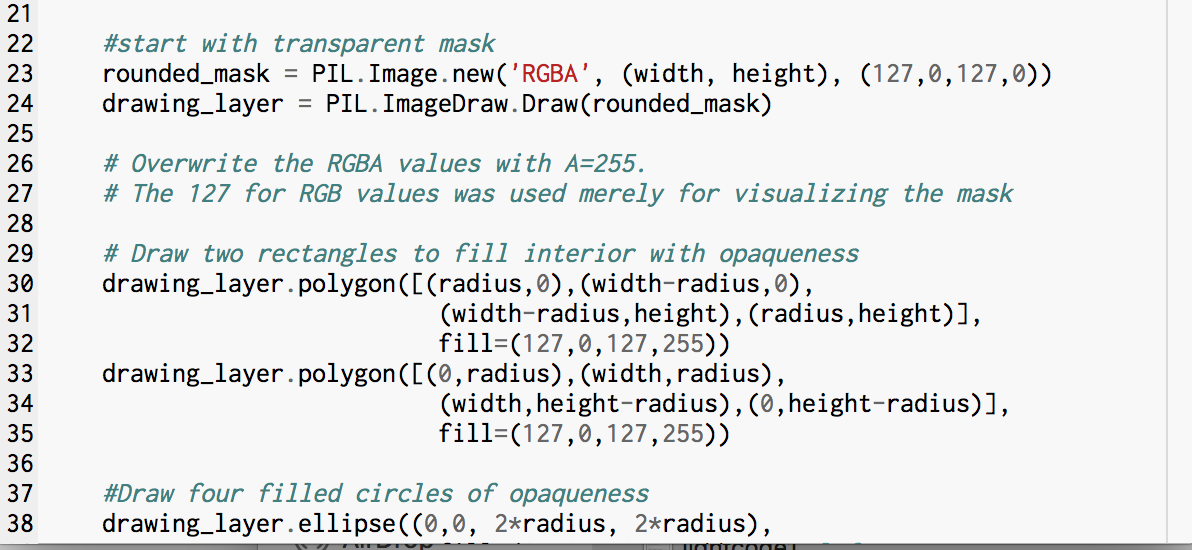 21
22 #start with transparent mask
23 rounded_mask = PIL.Image.new('RGBA', (width, height), (127,0,127,0))
24 drawing_layer = PIL.ImageDraw.Draw(rounded_mask)
25
26 # Overwrite the RGBA values with A=255.
27 # The 127 for RGB values was used merely for visualizing the mask
28
29 # Draw two rectangles to fill interior with opaqueness
30 drawing_layer.polygon([(radius,0),(width-radius,0),
31 (width-radius,height),(radius,height)],
32 fill=(127,0,127,255))
33 drawing_layer.polygon([(0,radius),(width,radius),
34 (width,height-radius),(0,height-radius)],
35 fill=(127,0,127,255))
36
37 #Draw four filled circles of opaqueness
38 drawing_layer.ellipse((0,0, 2*radius, 2*radius),